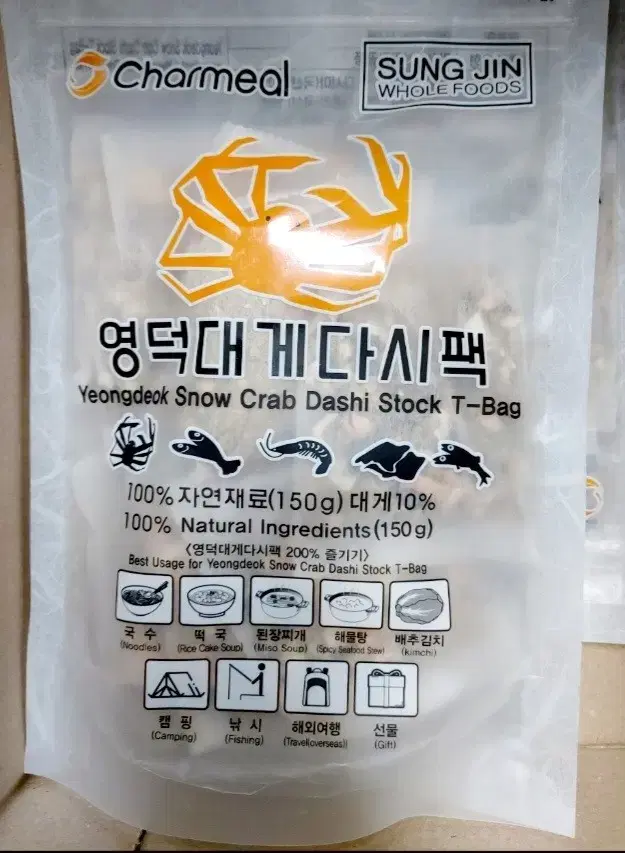 Charmeal
SUNG JIN
WHOLE FOODS
영덕대게다시팩
Yeongdeok Snow Crab Dashi Stock T-Bag
100% 자연재료(150g) 대게10%
100% Natural Ingredients(150g)
〈영덕대게다시팩 200% 즐기기〉
Best Usage for Yeongdeok Snow Crab Dashi Stock T-Bag
국수 떡국 된장찌개 해물탕 배추김치
(Noodles) (Rice Cake Soup) (Miso Soup) (Spicy Seafood Stew) (kimchi)
캠핑 낚시 해외여행 선물
(Camping) (Fishing) (Travel(overseas)) (Gift)